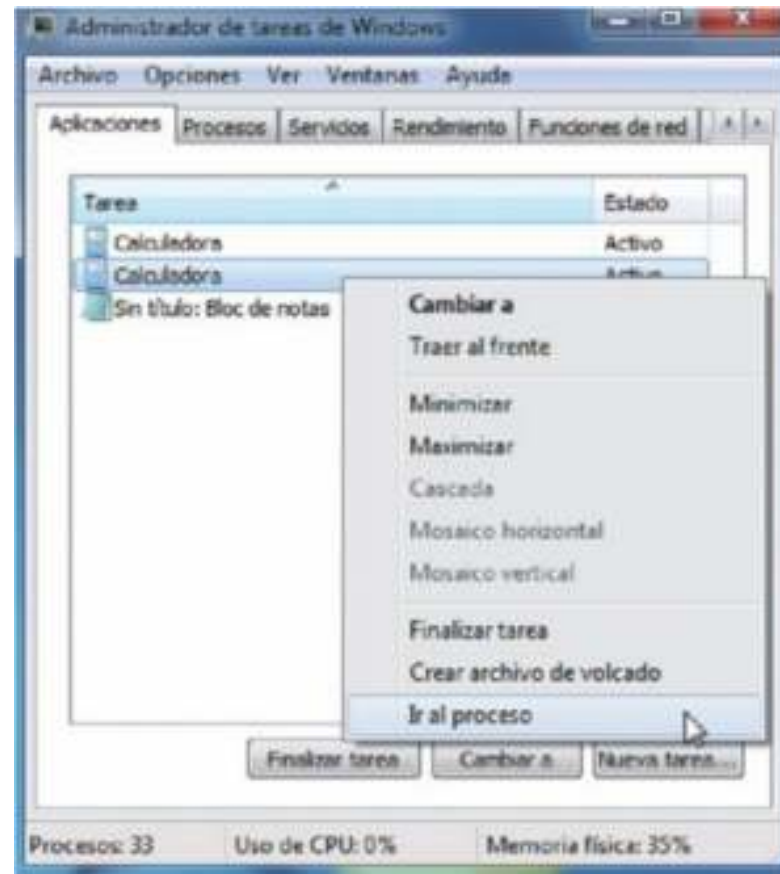 Administrador de tareas de Windows
Archivo Opciones Ver Ventanas Ayuda
Aplicaciones Procesos Servicios Rendimiento Funciones de red
Tarea Estado
Calculadora Activo
Calculadora Activo
Sin título: Bloc de notas
Cambiar a
Traer al frente
Minimizar
Maximizar
Cascada
Mosaico horizontal
Mosaico vertical
Finalizar tarea
Crear archivo de volcado
Ir al proceso
Finalizar tarea Cambiar a Nueva tarea...
Procesos: 33 Uso de CPU: 0% Memoria física: 35%